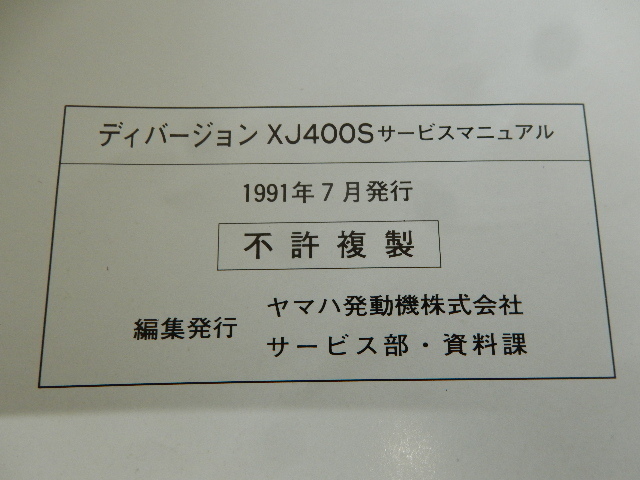 ディバージョン XJ400Sサービスマニュアル
1991年7月発行
不許複製
編集発行
ヤマハ発動機株式会社
サービス部・資料課